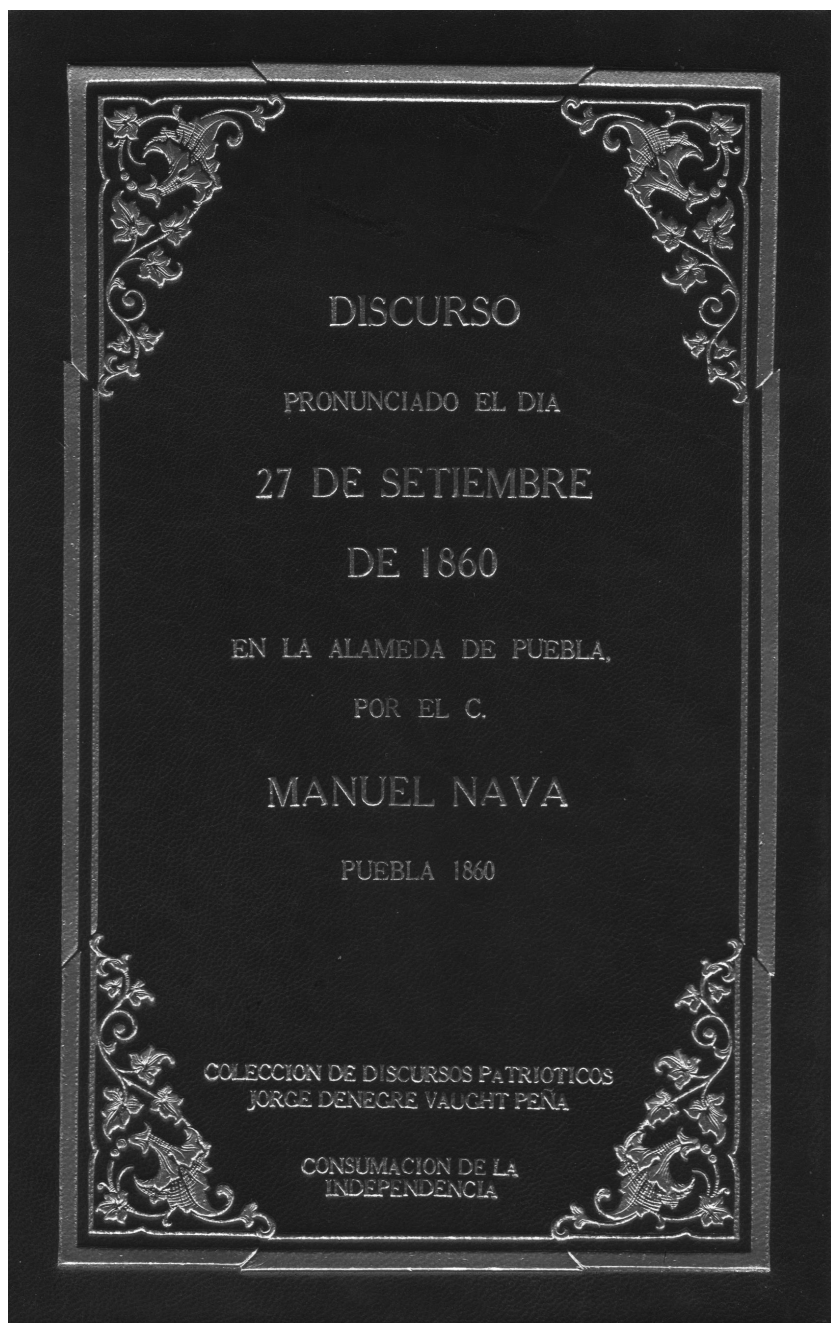 DISCURSO
PRONUNCIADO EL DIA
27 DE SETIEMBRE
DE 1860
EN LA ALAMEDA DE PUEBLA,
POR EL C.
MANUEL NAVA
PUEBLA 1860
COLECCION DE DISCURSOS PATRIOTICOS
JORGE DENEGRE VAUGHT PEÑA
CONSUMACION DE LA
INDEPENDENCIA